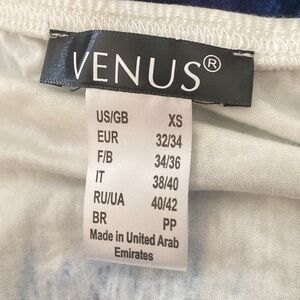 VENUS®
US/GB XS
EUR 32/34
F/B 34/36
IT 38/40
RU/UA 40/42
BR PP
Made in United Arab
Emirates